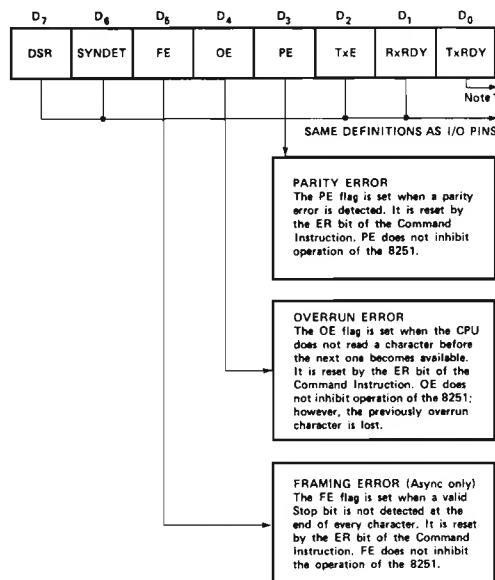 D7 D6 D5 D4 D3 D2 D1 D0
DSR SYNDET FE OE PE TxE RxRDY TxRDY
Note 1
SAME DEFINITIONS AS I/O PINS
PARITY ERROR
The PE flag is set when a parity
error is detected. It is reset by
the ER bit of the Command
Instruction. PE does not inhibit
operation of the 8251.
OVERRUN ERROR
The OE flag is set when the CPU
does not read a character before
the next one becomes available.
It is reset by the ER bit of the
Command Instruction. OE does
not inhibit operation of the 8251;
however, the previously overrun
character is lost.
FRAMING ERROR (Async only)
The FE flag is set when a valid
Stop bit is not detected at the
end of every character. It is reset
by the ER bit of the Command
Instruction. FE does not inhibit
the operation of the 8251.